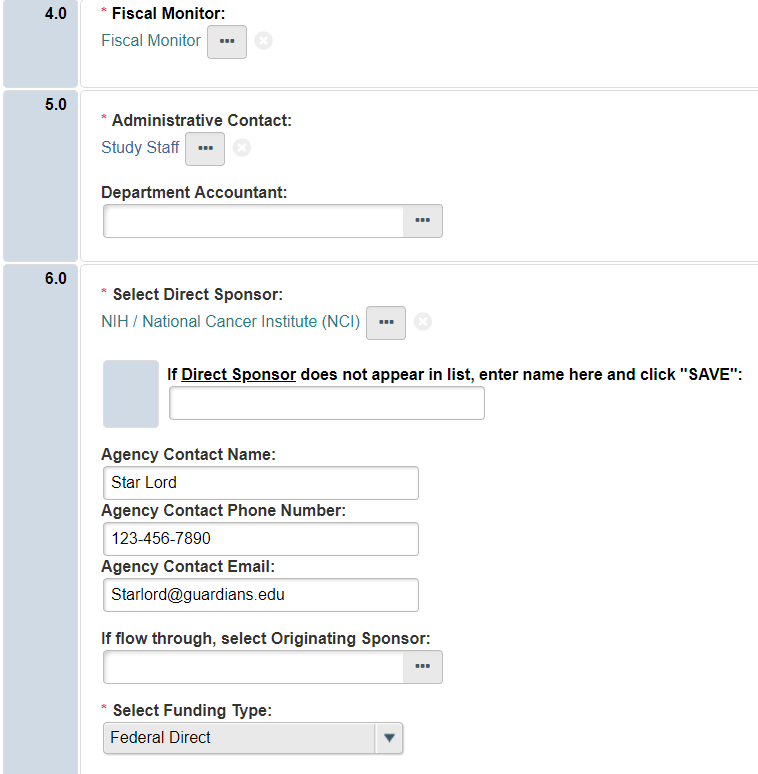 4.0
* Fiscal Monitor:
Fiscal Monitor ...
5.0
* Administrative Contact:
Study Staff ...
Department Accountant:
...
6.0
* Select Direct Sponsor:
NIH / National Cancer Institute (NCI) ...
If Direct Sponsor does not appear in list, enter name here and click "SAVE":
Agency Contact Name:
Star Lord
Agency Contact Phone Number:
123-456-7890
Agency Contact Email:
Starlord@guardians.edu
If flow through, select Originating Sponsor:
...
* Select Funding Type:
Federal Direct